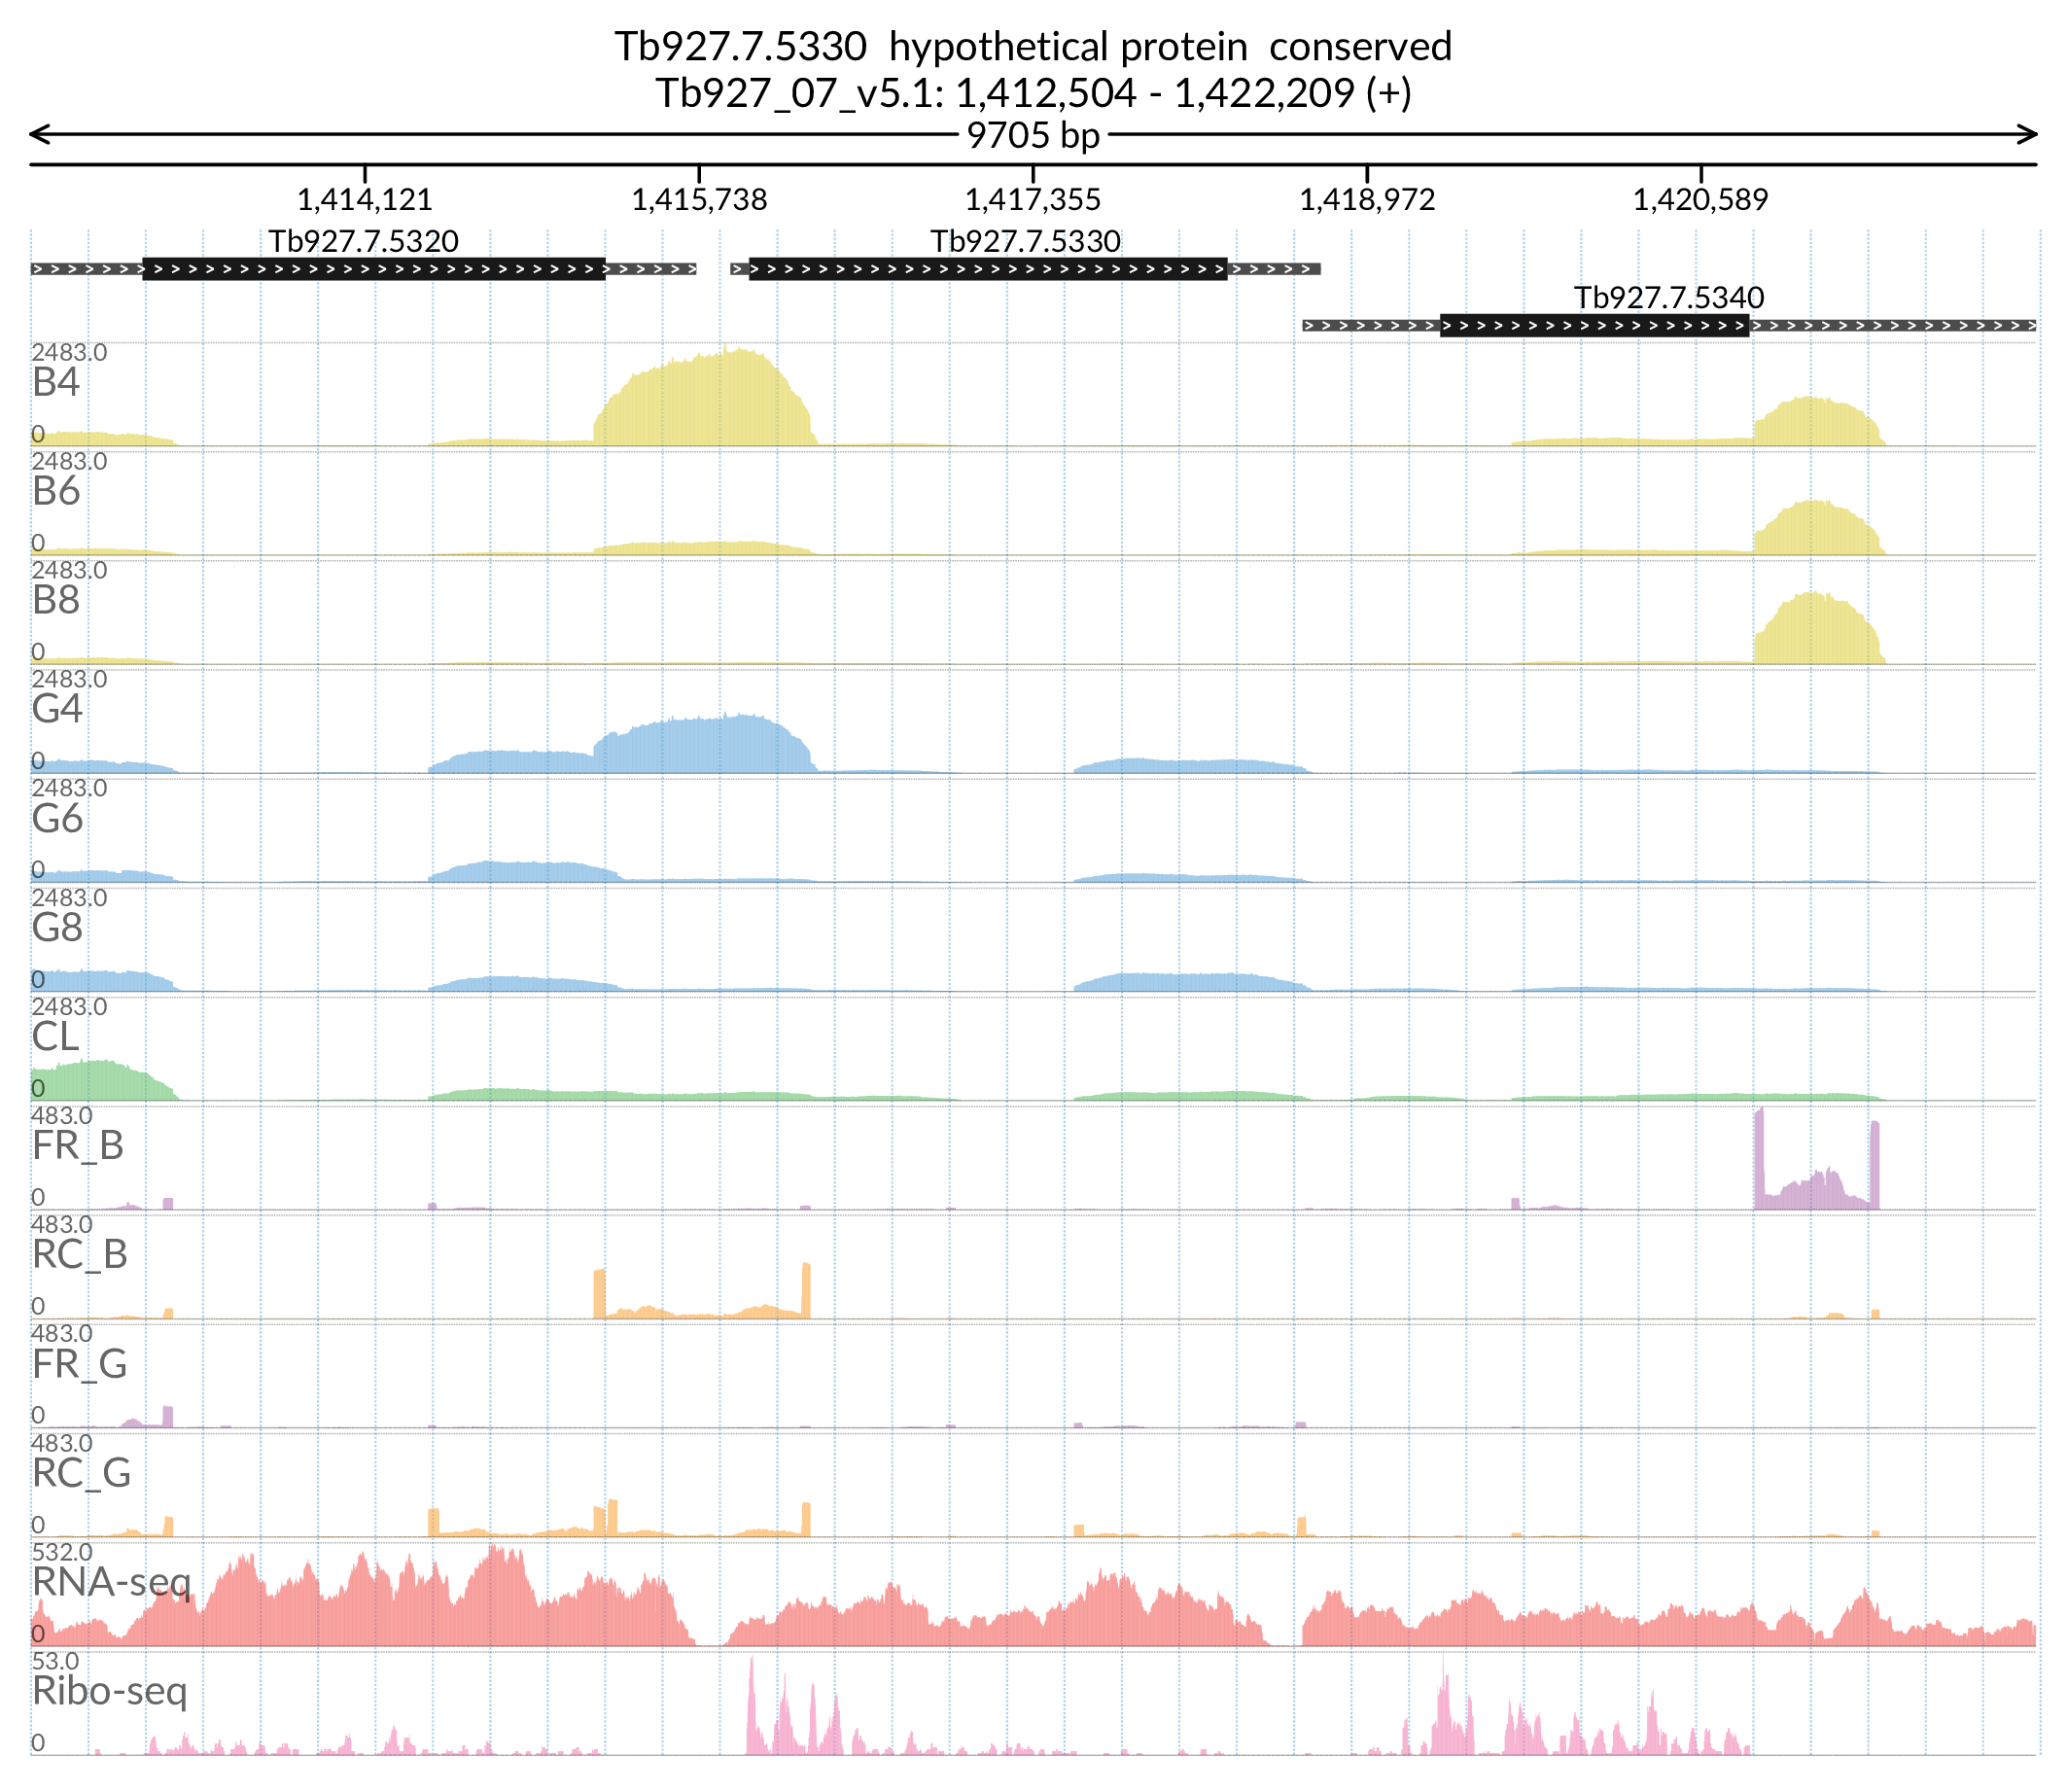 Tb927.7.5330 hypothetical protein conserved
Tb927_07_v5.1: 1,412,504 - 1,422,209 (+)
9705 bp
1,414,121 1,415,738 1,417,355 1,418,972 1,420,589
Tb927.7.5320 Tb927.7.5330
Tb927.7.5340
2483.0
B4
0
2483.0
B6
0
2483.0
B8
0
2483.0
G4
0
2483.0
G6
0
2483.0
G8
0
2483.0
CL
0
483.0
FR_B
0
483.0
RC_B
0
483.0
FR_G
0
483.0
RC_G
0
532.0
RNA-seq
0
53.0
Ribo-seq
0